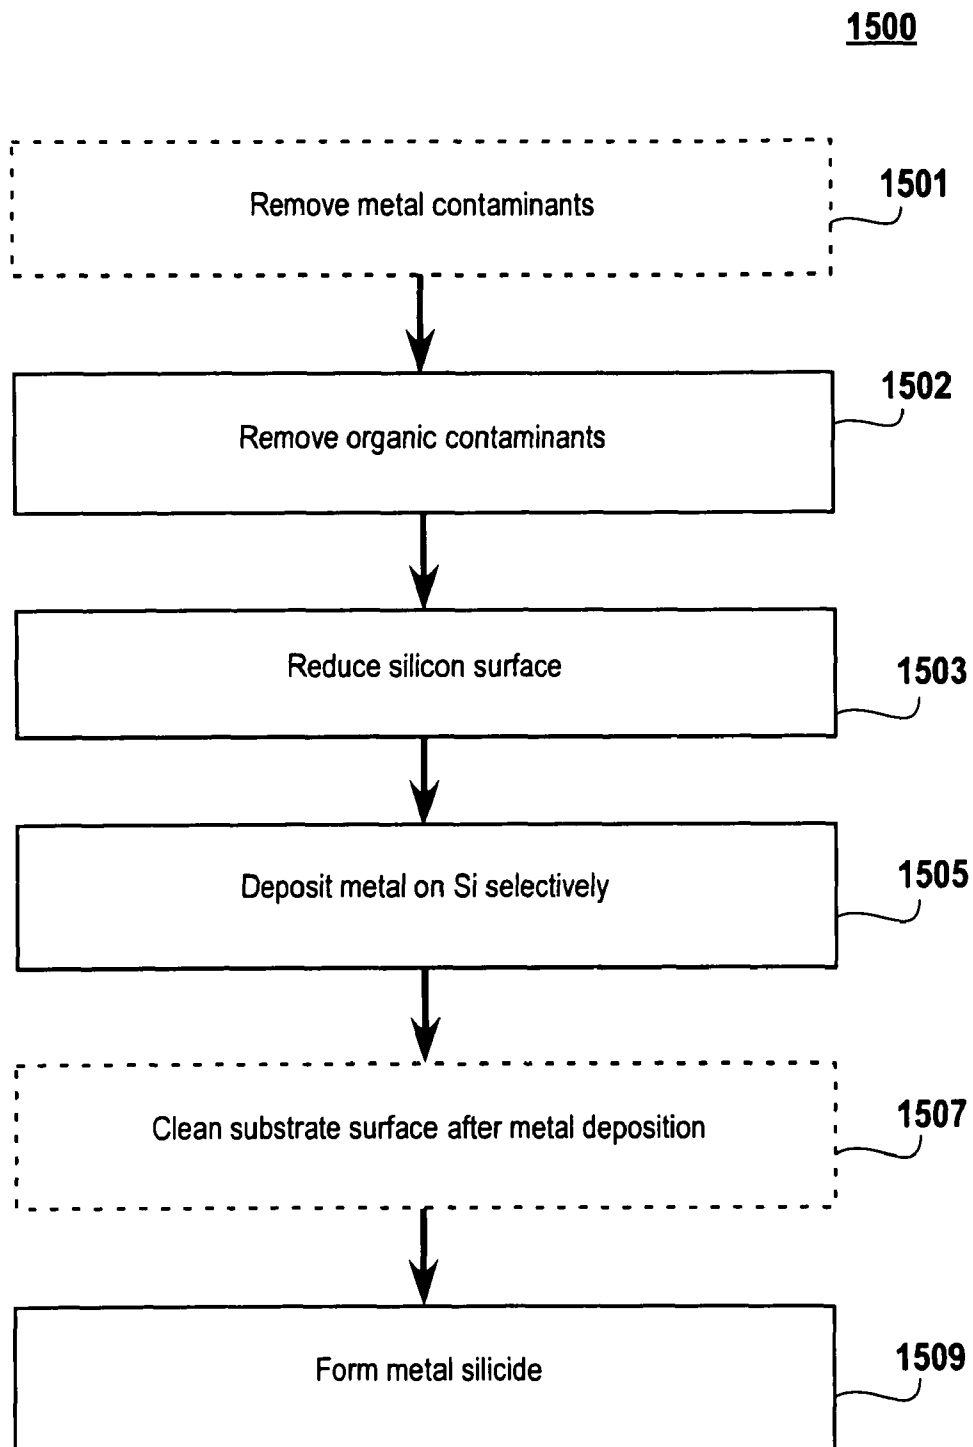 1500
Remove metal contaminants
1501
Remove organic contaminants
1502
Reduce silicon surface
1503
Deposit metal on Si selectively
1505
Clean substrate surface after metal deposition
1507
Form metal silicide
1509